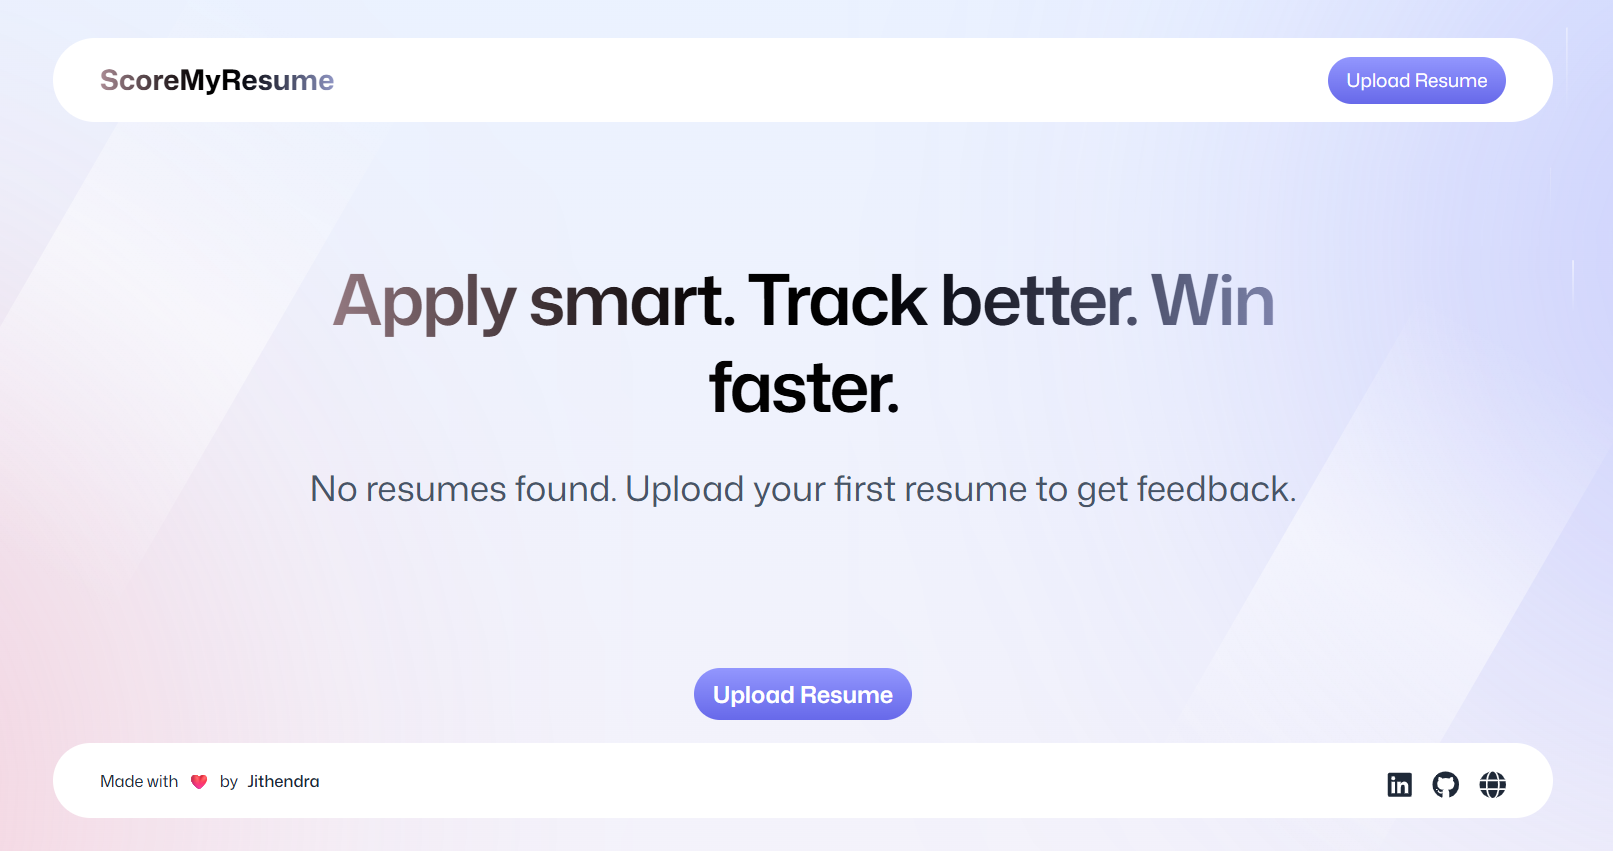 ScoreMyResume
Upload Resume
Apply smart. Track better. Win
faster.
No resumes found. Upload your first resume to get feedback.
Upload Resume
Made with ❤️ by Jithendra
in